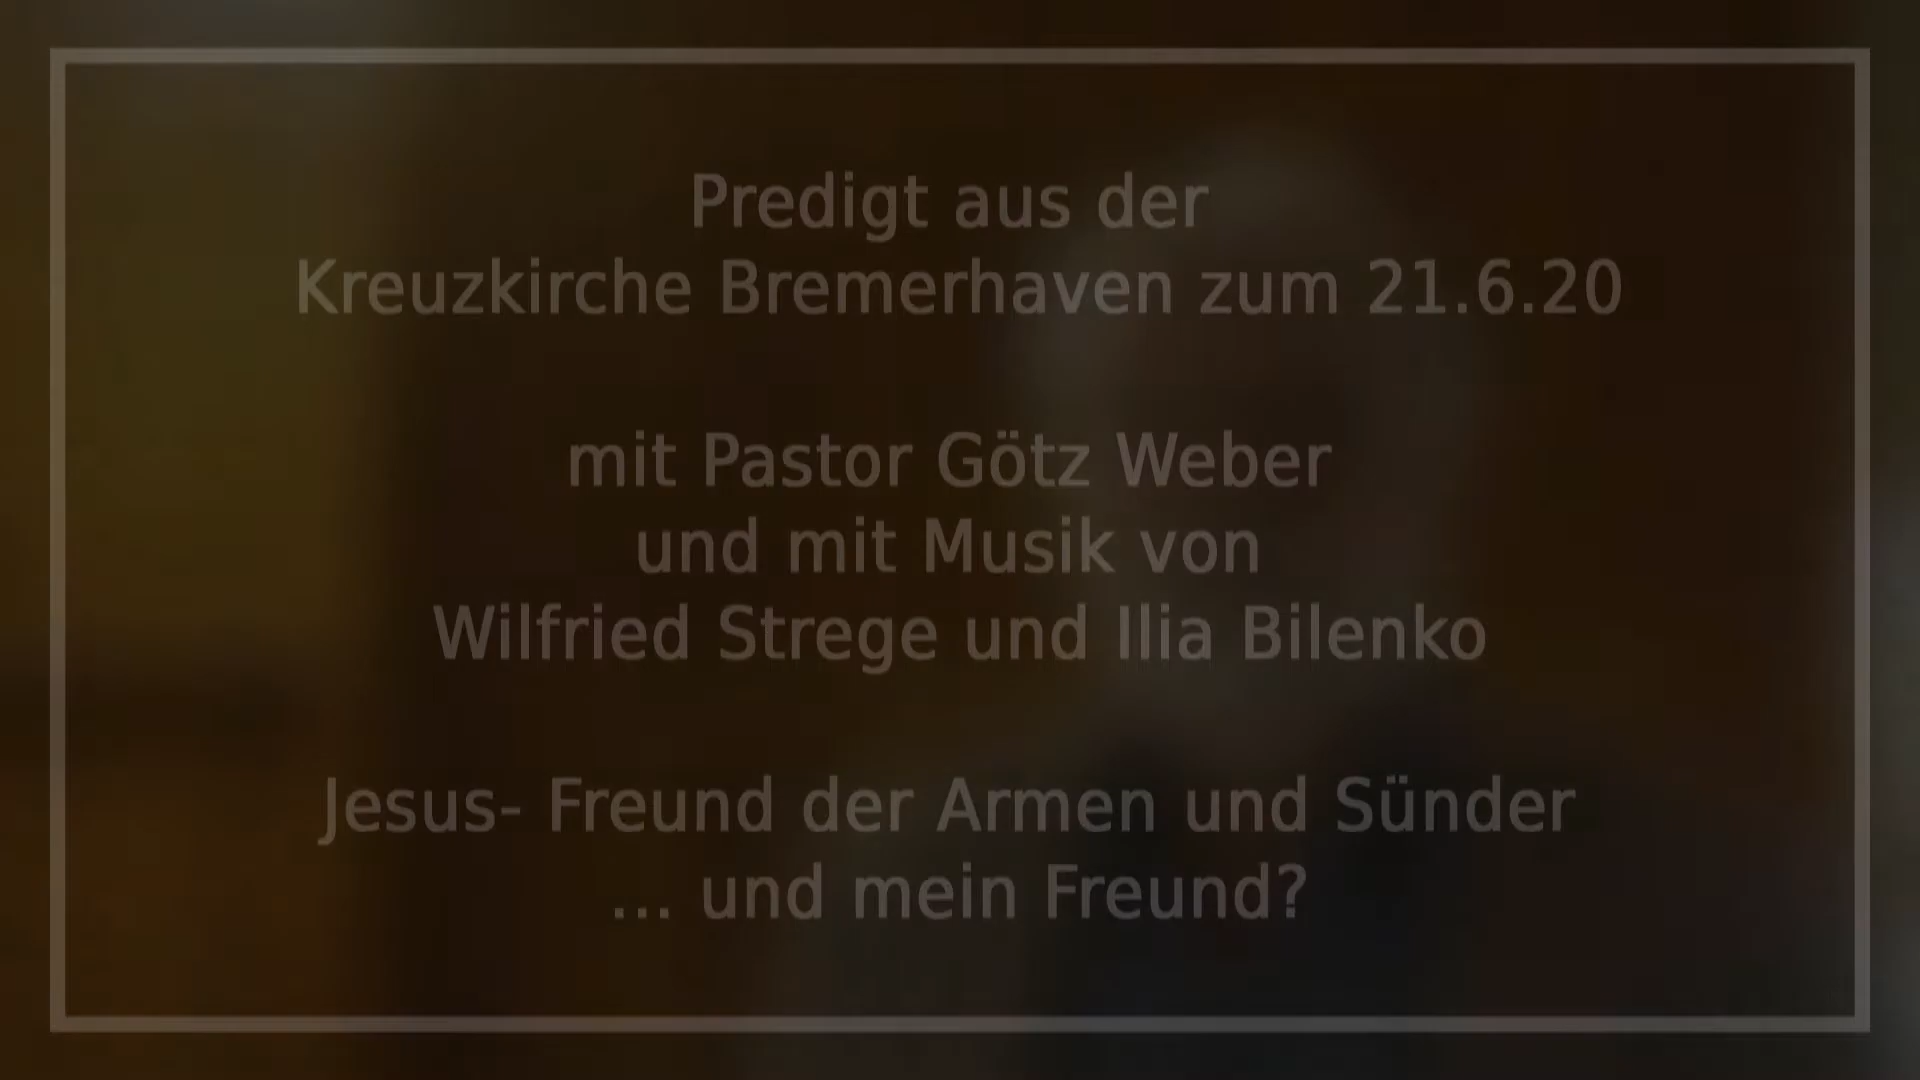 Predigt aus der
Kreuzkirche Bremerhaven zum 21.6.20
mit Pastor Götz Weber
und mit Musik von
Wilfried Strege und Ilia Bilenko
Jesus- Freund der Armen und Sünder
... und mein Freund?